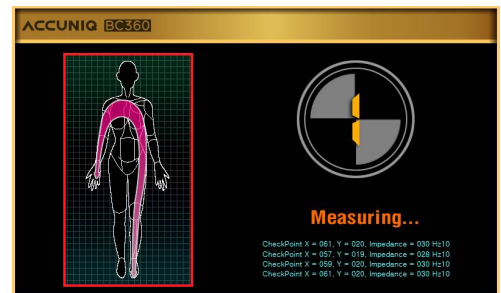 ACCUNIQ BC360
Measuring...
CheckPoint X = 061, Y = 020, Impedance = 030 Hz10
CheckPoint X = 057, Y = 019, Impedance = 028 Hz10
CheckPoint X = 059, Y = 020, Impedance = 030 Hz10
CheckPoint X = 061, Y = 020, Impedance = 030 Hz10